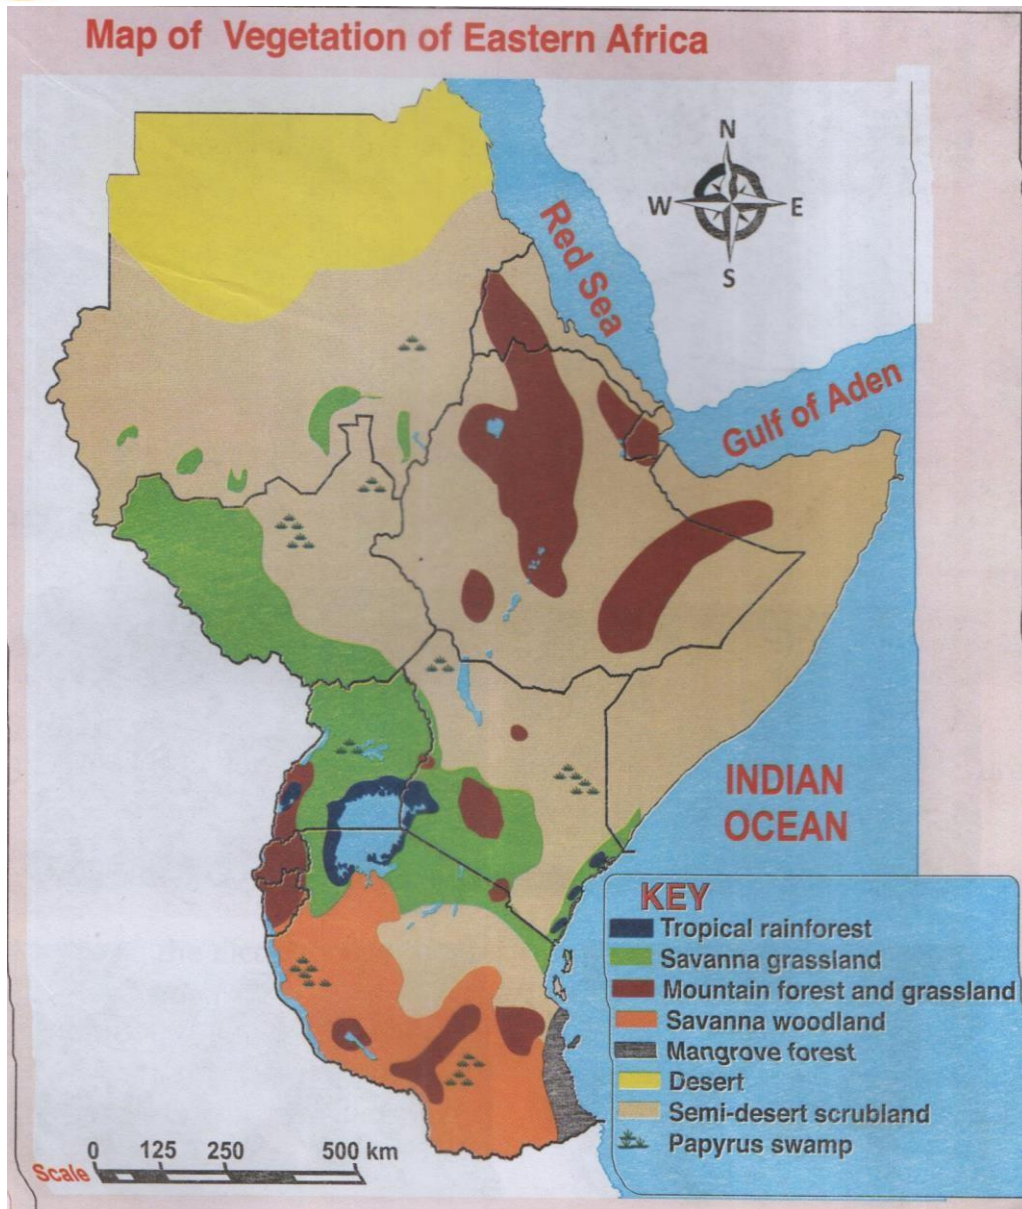 Map of Vegetation of Eastern Africa
N
W
E
S
Red Sea
Gulf of Aden
INDIAN
OCEAN
KEY
Tropical rainforest
Savanna grassland
Mountain forest and grassland
Savanna woodland
Mangrove forest
Desert
Semi-desert scrubland
Papyrus swamp
0 125 250 500 km
Scale